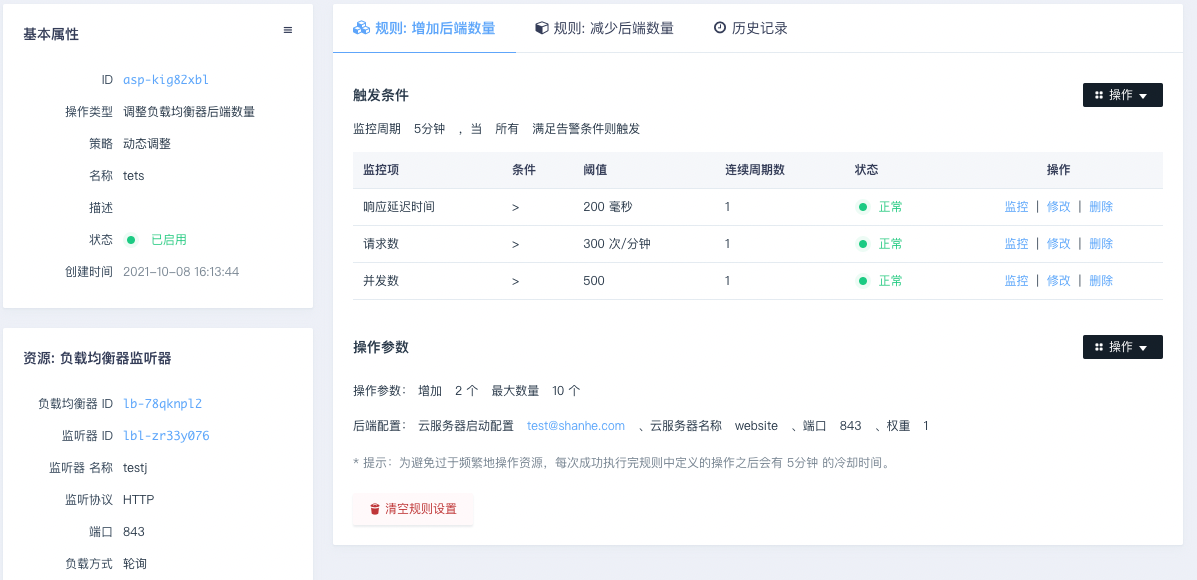 基本属性
ID asp-kig82xbl
操作类型 调整负载均衡器后端数量
策略 动态调整
名称 tets
描述
状态 已启用
创建时间 2021-10-08 16:13:44
资源: 负载均衡器监听器
负载均衡器 ID lb-78qknplz
监听器 ID lbl-zr33y076
监听器 名称 testj
监听协议 HTTP
端口 843
负载方式 轮询
规则: 增加后端数量 规则: 减少后端数量 历史记录
触发条件 操作
监控周期 5分钟 ，当 所有 满足告警条件则触发
监控项 条件 阈值 连续周期数 状态 操作
响应延迟时间 > 200 毫秒 1 正常 监控 | 修改 | 删除
请求数 > 300 次/分钟 1 正常 监控 | 修改 | 删除
并发数 > 500 1 正常 监控 | 修改 | 删除
操作参数 操作
操作参数： 增加 2 个 最大数量 10 个
后端配置： 云服务器启动配置 test@shanhe.com 、云服务器名称 website 、端口 843 、权重 1
* 提示：为避免过于频繁地操作资源，每次成功执行完规则中定义的操作之后会有 5分钟 的冷却时间。
清空规则设置